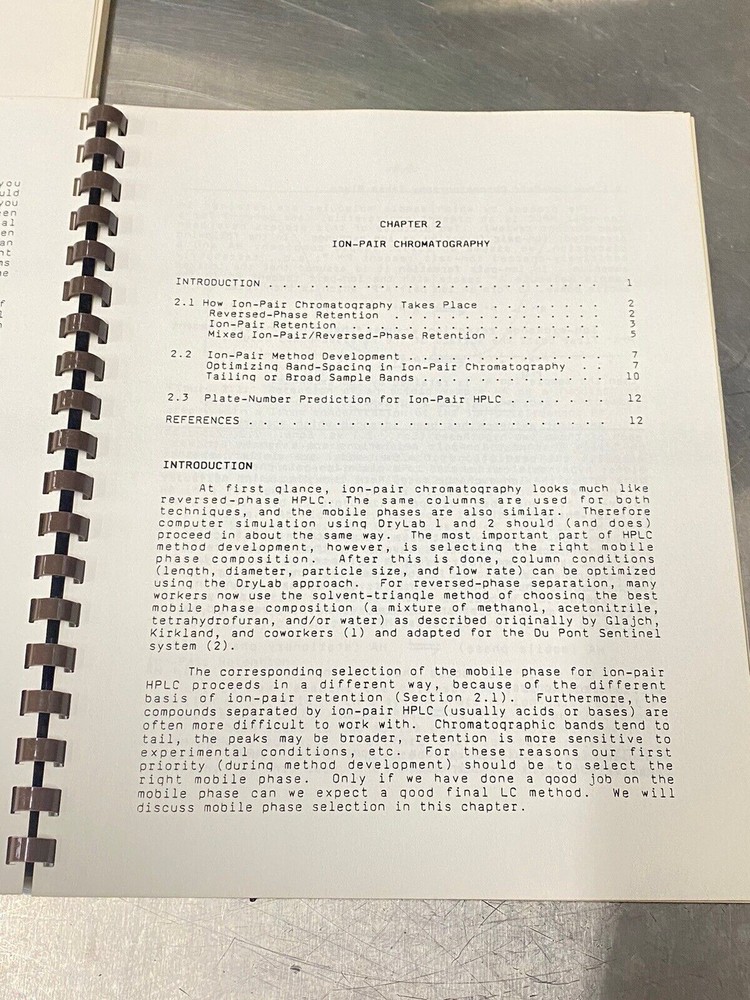 you
uld
you
een
al
en
an
nt
ms
e
f
l
CHAPTER 2
ION-PAIR CHROMATOGRAPHY
INTRODUCTION . . . . . . . . . . . . . . . . . . . . . . . 1
2.1 How Ion-Pair Chromatography Takes Place . . . . . . . . 2
Reversed-Phase Retention . . . . . . . . . . . . . . 2
Ion-Pair Retention . . . . . . . . . . . . . . . . . 3
Mixed Ion-Pair/Reversed-Phase Retention . . . . . . . 5
2.2 Ion-Pair Method Development . . . . . . . . . . . . . . 7
Optimizing Band-Spacing in Ion-Pair Chromatography . . 7
Tailing or Broad Sample Bands . . . . . . . . . . . . 10
2.3 Plate-Number Prediction for Ion-Pair HPLC . . . . . . . 12
REFERENCES . . . . . . . . . . . . . . . . . . . . . . . . 12
INTRODUCTION
At first glance, ion-pair chromatography looks much like
reversed-phase HPLC. The same columns are used for both
techniques, and the mobile phases are also similar. Therefore
computer simulation using DryLab 1 and 2 should (and does)
proceed in about the same way. The most important part of HPLC
method development, however, is selecting the right mobile
phase composition. After this is done, column conditions
(length, diameter, particle size, and flow rate) can be optimized
using the DryLab approach. For reversed-phase separation, many
workers now use the solvent-triangle method of choosing the best
mobile phase composition (a mixture of methanol, acetonitrile,
tetrahydrofuran, and/or water) as described originally by Glajch,
Kirkland, and coworkers (1) and adapted for the Du Pont Sentinel
system (2).
The corresponding selection of the mobile phase for ion-pair
HPLC proceeds in a different way, because of the different
basis of ion-pair retention (Section 2.1). Furthermore, the
compounds separated by ion-pair HPLC (usually acids or bases) are
often more difficult to work with. Chromatographic bands tend to
tail, the peaks may be broader, retention is more sensitive to
experimental conditions, etc. For these reasons our first
priority (during method development) should be to select the
right mobile phase. Only if we have done a good job on the
mobile phase can we expect a good final LC method. We will
discuss mobile phase selection in this chapter.